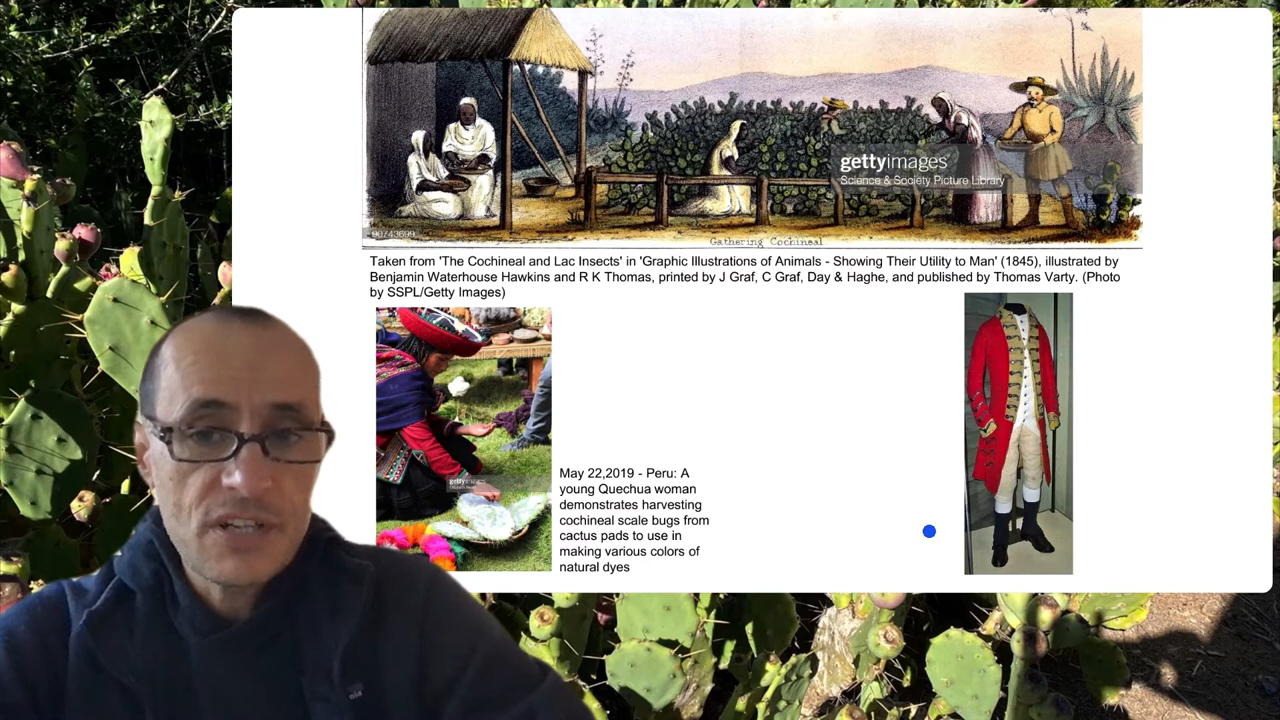 gettyimages
Science & Society Picture Library
90743699
Gathering Cochineal
Taken from 'The Cochineal and Lac Insects' in 'Graphic Illustrations of Animals - Showing Their Utility to Man' (1845), illustrated by
Benjamin Waterhouse Hawkins and R K Thomas, printed by J Graf, C Graf, Day & Haghe, and published by Thomas Varty. (Photo
by SSPL/Getty Images)
gettyimages
May 22,2019 - Peru: A
young Quechua woman
demonstrates harvesting
cochineal scale bugs from
cactus pads to use in
making various colors of
natural dyes